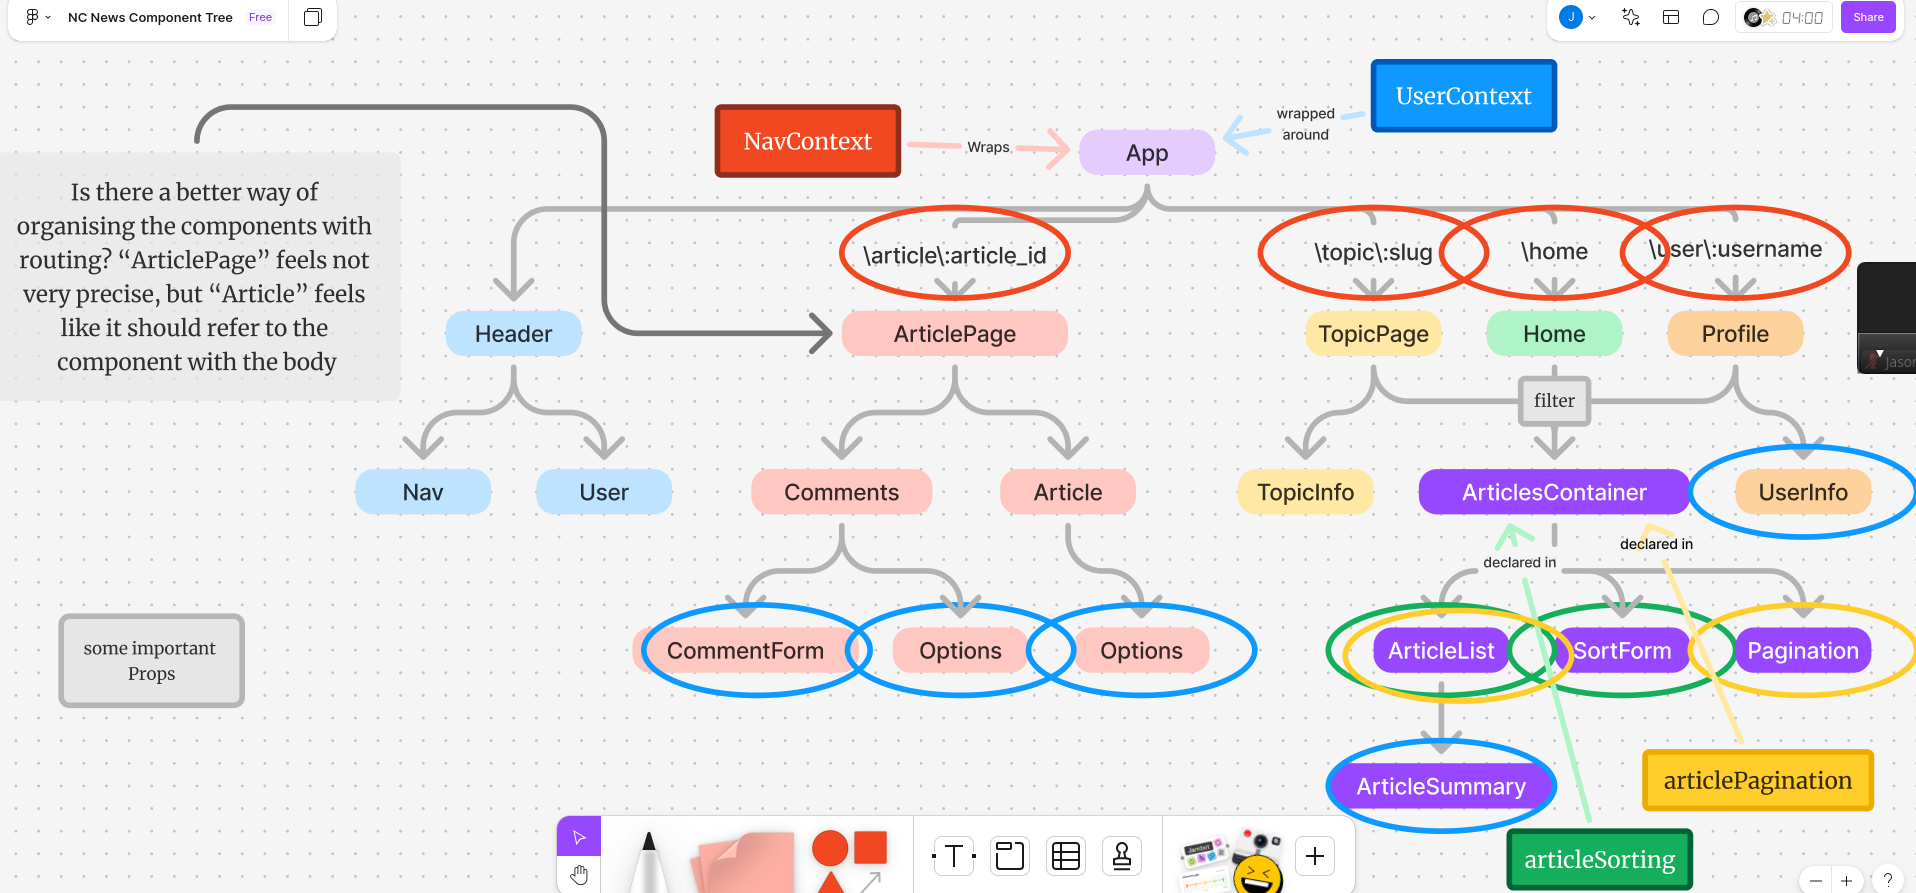 NC News Component Tree
Free
J
04:00
Share
UserContext
wrapped
around
NavContext
Wraps
App
Is there a better way of
organising the components with
routing? “ArticlePage” feels not
very precise, but “Article” feels
like it should refer to the
component with the body
\article\:article_id
\topic\:slug
\home
\user\:username
Header
ArticlePage
TopicPage
Home
Profile
filter
Nav
User
Comments
Article
TopicInfo
ArticlesContainer
UserInfo
declared in
declared in
some important
Props
CommentForm
Options
Options
ArticleList
SortForm
Pagination
ArticleSummary
articlePagination
articleSorting
T
Jambot
?